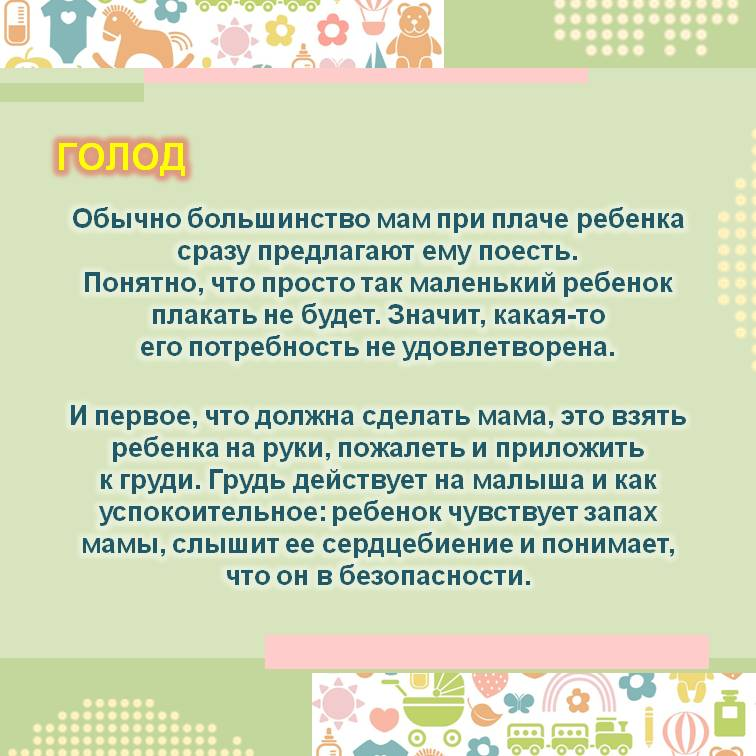 ГОЛОД
Обычно большинство мам при плаче ребенка
сразу предлагают ему поесть.
Понятно, что просто так маленький ребенок
плакать не будет. Значит, какая-то
его потребность не удовлетворена.
И первое, что должна сделать мама, это взять
ребенка на руки, пожалеть и приложить
к груди. Грудь действует на малыша и как
успокоительное: ребенок чувствует запах
мамы, слышит ее сердцебиение и понимает,
что он в безопасности.